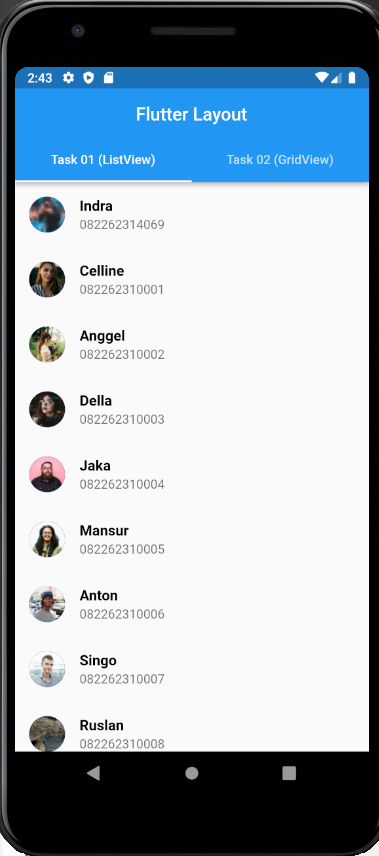 2:43
Flutter Layout
Task 01 (ListView)
Task 02 (GridView)
Indra
082262314069
Celline
082262310001
Anggel
082262310002
Della
082262310003
Jaka
082262310004
Mansur
082262310005
Anton
082262310006
Singo
082262310007
Ruslan
082262310008